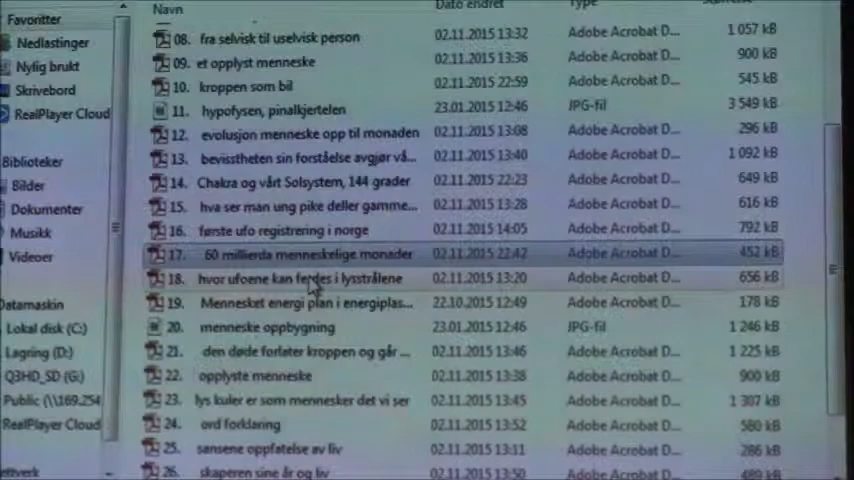 Navn Dato endret Type
Favoritter
Nedlastinger
Nylig brukt
Skrivebord
RealPlayer Cloud
Biblioteker
Bilder
Dokumenter
Musikk
Videoer
Datamaskin
Lokal disk (C:)
Lagring (D:)
Q3HD_SD (G:)
Public (\\169.254
RealPlayer Cloud
08. fra selvisk til uselvisk person 02.11.2015 13:32 Adobe Acrobat D... 1 057 kB
09. et opplyst menneske 02.11.2015 13:36 Adobe Acrobat D... 900 kB
10. kroppen som bil 02.11.2015 22:59 Adobe Acrobat D... 545 kB
11. hypofysen, pinalkjertelen 23.01.2015 12:46 JPG-fil 3 549 kB
12. evolusjon menneske opp til monaden 02.11.2015 13:08 Adobe Acrobat D... 296 kB
13. bevisstheten sin forståelse avgjør vå... 02.11.2015 13:40 Adobe Acrobat D... 1 092 kB
14. Chakra og vårt Solsystem, 144 grader 02.11.2015 22:23 Adobe Acrobat D... 649 kB
15. hva ser man ung pike deller gamme... 02.11.2015 13:28 Adobe Acrobat D... 616 kB
16. første ufo registrering i norge 02.11.2015 14:05 Adobe Acrobat D... 792 kB
17. 60 millierda menneskelige monader 02.11.2015 22:42 Adobe Acrobat D... 452 kB
18. hvor ufoene kan ferdes i lysstrålene 02.11.2015 13:20 Adobe Acrobat D... 656 kB
19. Mennesket energi plan i energiplas... 22.10.2015 12:49 Adobe Acrobat D... 178 kB
20. menneske oppbygning 23.01.2015 12:46 JPG-fil 1 246 kB
21. den døde forlater kroppen og går ... 02.11.2015 13:46 Adobe Acrobat D... 1 225 kB
22. opplyste menneske 02.11.2015 13:38 Adobe Acrobat D... 900 kB
23. lys kuler er som mennesker det vi ser 02.11.2015 13:45 Adobe Acrobat D... 1 307 kB
24. ord forklaring 02.11.2015 13:52 Adobe Acrobat D... 580 kB
25. sansene oppfatelse av liv 02.11.2015 13:11 Adobe Acrobat D... 286 kB
26. skaperen sine år og liv 02.11.2015 13:50 Adobe Acrobat D... 489 kB